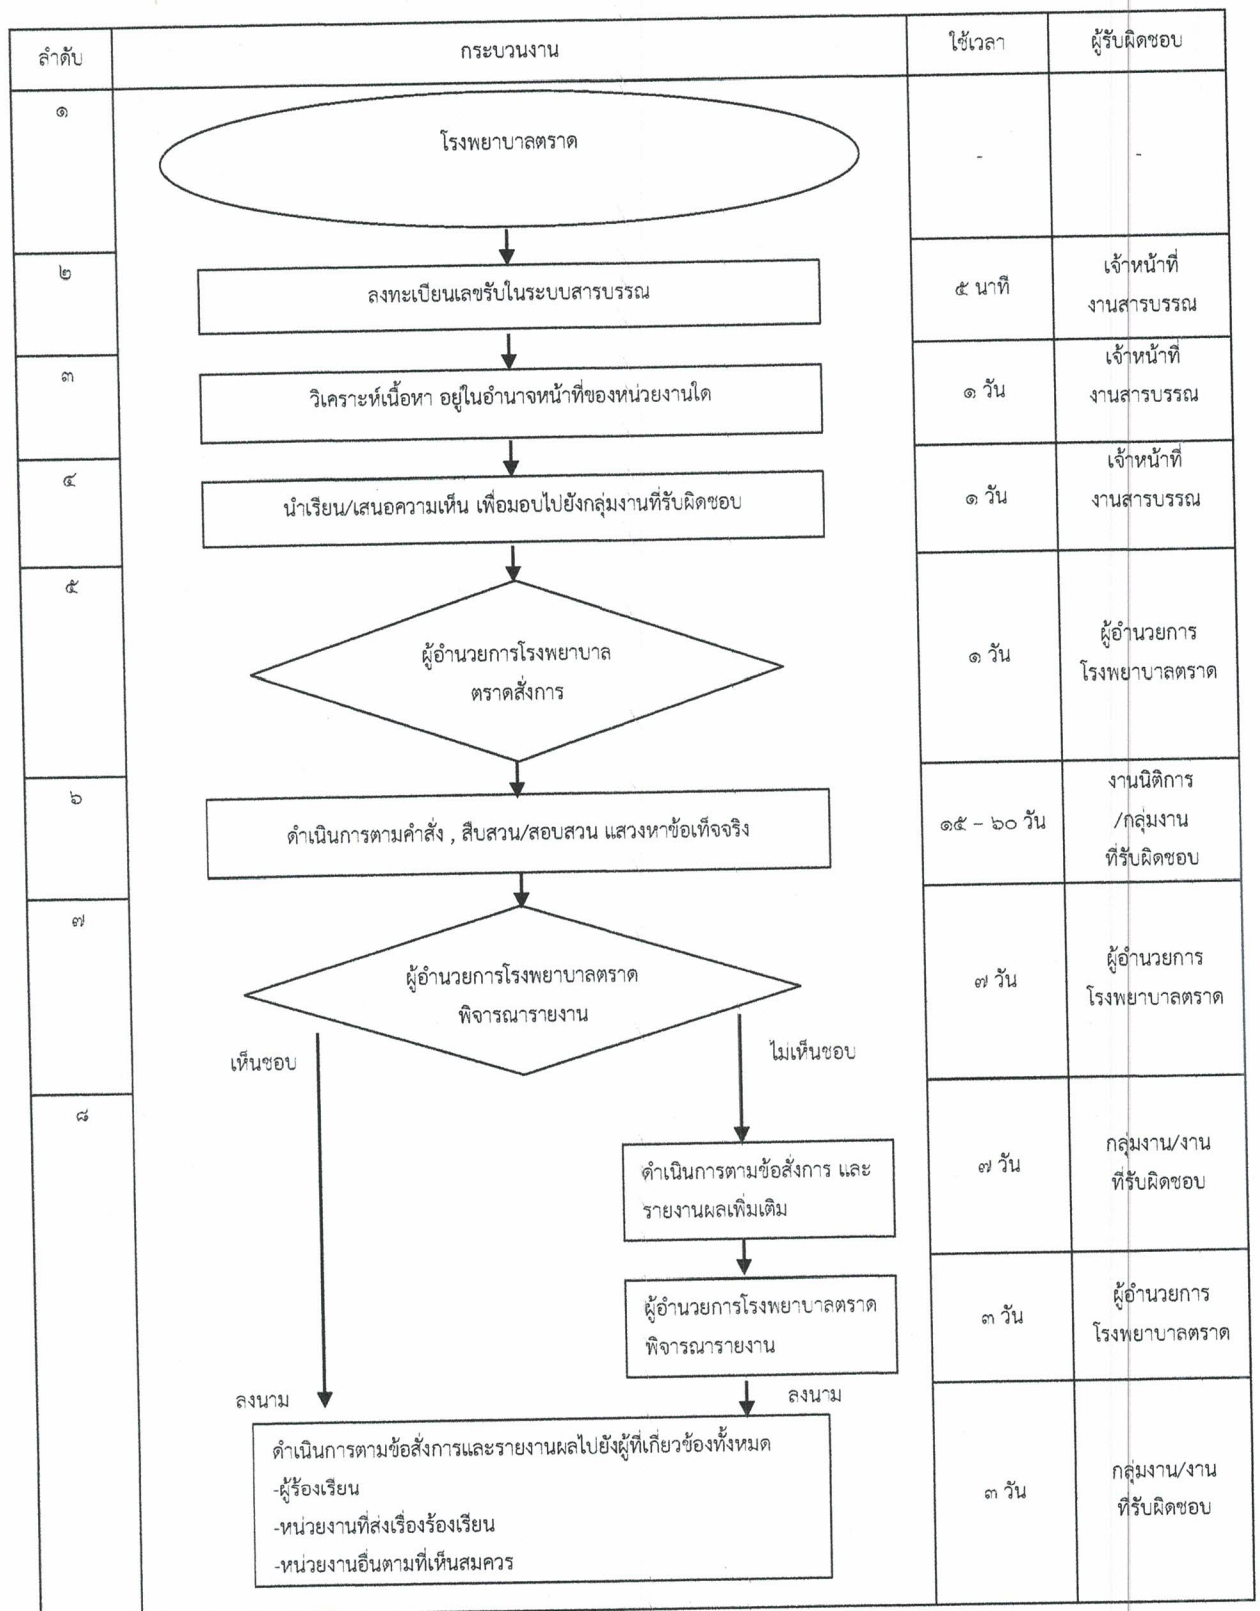 ลำดับ
กระบวนงาน
ใช้เวลา
ผู้รับผิดชอบ
๑
โรงพยาบาลตราด
-
-
๒
ลงทะเบียนเลขรับในระบบสารบรรณ
๕ นาที
เจ้าหน้าที่
งานสารบรรณ
๓
วิเคราะห์เนื้อหา อยู่ในอำนาจหน้าที่ของหน่วยงานใด
๑ วัน
เจ้าหน้าที่
งานสารบรรณ
๔
นำเรียน/เสนอความเห็น เพื่อมอบไปยังกลุ่มงานที่รับผิดชอบ
๑ วัน
เจ้าหน้าที่
งานสารบรรณ
๕
ผู้อำนวยการโรงพยาบาล
ตราดสั่งการ
๑ วัน
ผู้อำนวยการ
โรงพยาบาลตราด
๖
ดำเนินการตามคำสั่ง , สืบสวน/สอบสวน แสวงหาข้อเท็จจริง
๑๕ – ๖๐ วัน
งานนิติการ
/กลุ่มงาน
ที่รับผิดชอบ
๗
ผู้อำนวยการโรงพยาบาลตราด
พิจารณารายงาน
๗ วัน
ผู้อำนวยการ
โรงพยาบาลตราด
เห็นชอบ
ไม่เห็นชอบ
๘
ดำเนินการตามข้อสั่งการ และ
รายงานผลเพิ่มเติม
๗ วัน
กลุ่มงาน/งาน
ที่รับผิดชอบ
ผู้อำนวยการโรงพยาบาลตราด
พิจารณารายงาน
๓ วัน
ผู้อำนวยการ
โรงพยาบาลตราด
ลงนาม
ลงนาม
ดำเนินการตามข้อสั่งการและรายงานผลไปยังผู้ที่เกี่ยวข้องทั้งหมด
-ผู้ร้องเรียน
-หน่วยงานที่ส่งเรื่องร้องเรียน
-หน่วยงานอื่นตามที่เห็นสมควร
๓ วัน
กลุ่มงาน/งาน
ที่รับผิดชอบ